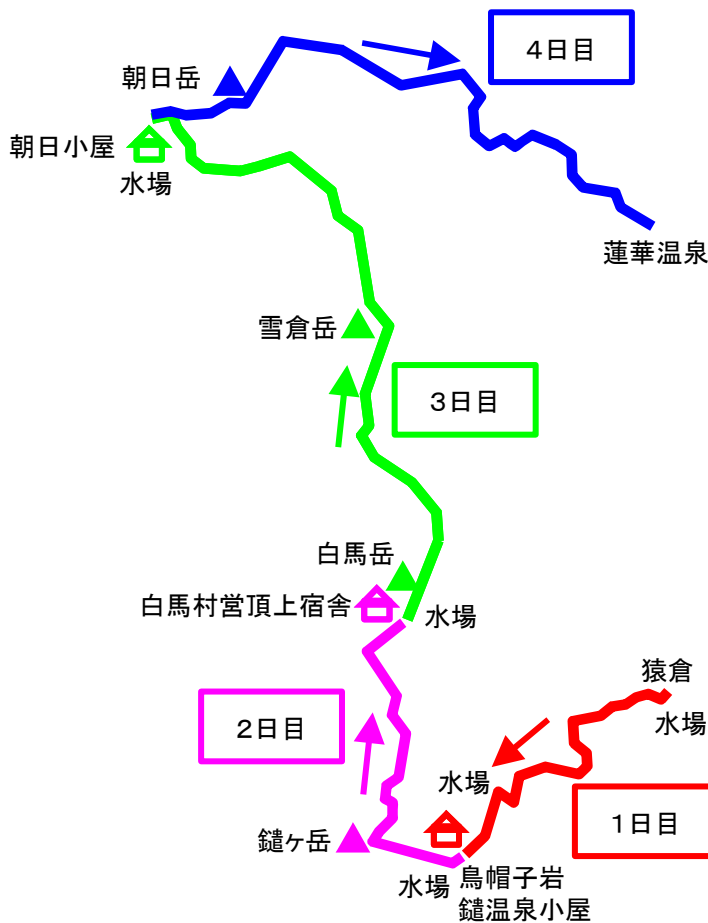 4日目
朝日岳
朝日小屋
水場
蓮華温泉
雪倉岳
3日目
白馬岳
白馬村営頂上宿舎
水場
猿倉
水場
2日目
水場
1日目
鑓ヶ岳
水場
烏帽子岩
鑓温泉小屋